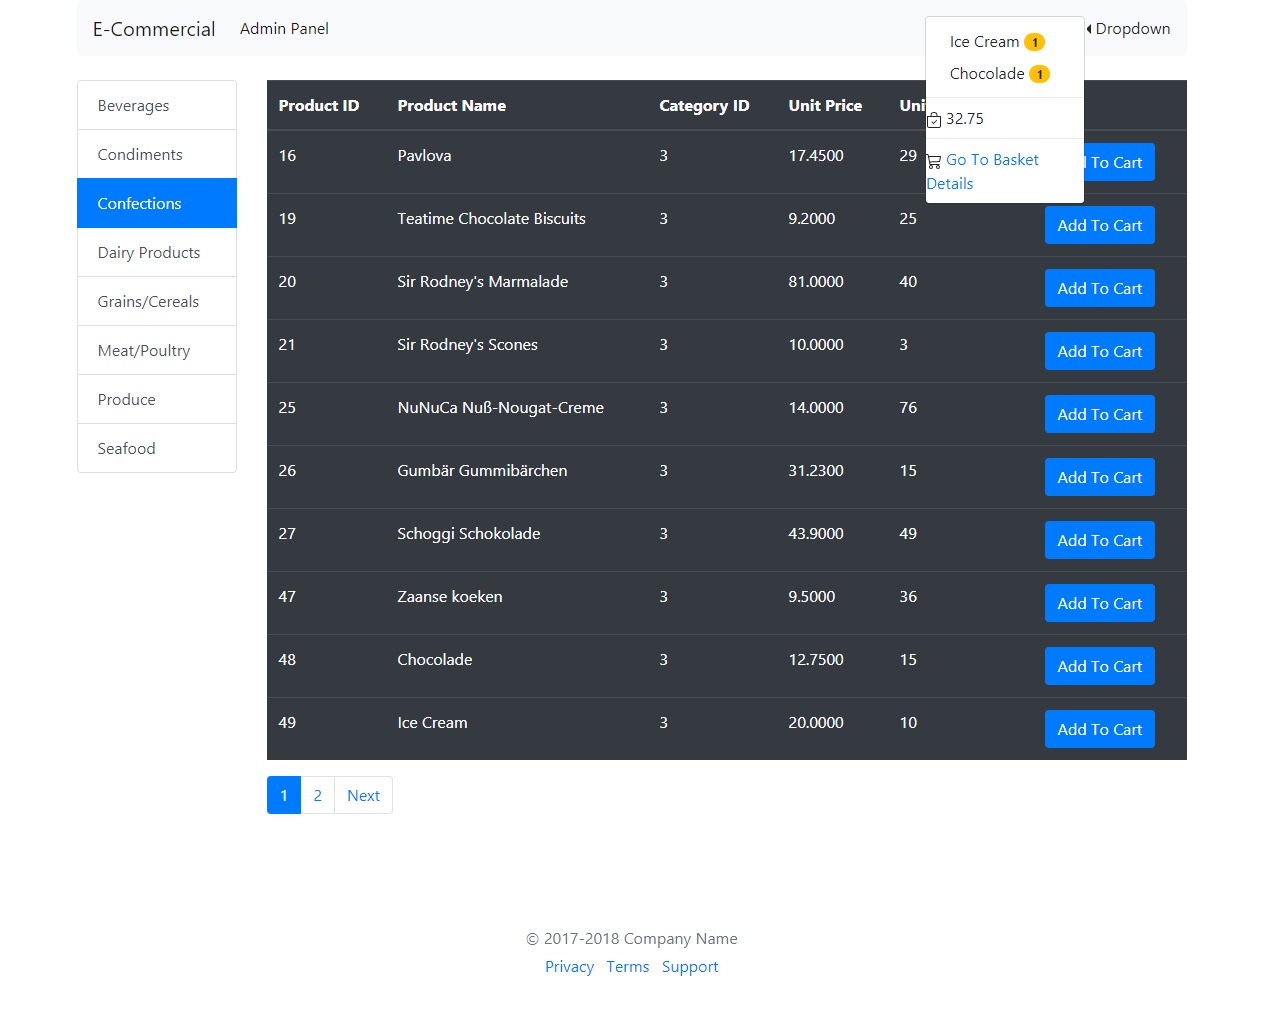 E-Commercial Admin Panel Dropdown
Ice Cream 1
Chocolade 1
32.75
Go To Basket
Details
Beverages
Condiments
Confections
Dairy Products
Grains/Cereals
Meat/Poultry
Produce
Seafood
Product ID Product Name Category ID Unit Price
16 Pavlova 3 17.4500 29 To Cart
19 Teatime Chocolate Biscuits 3 9.2000 25 Add To Cart
20 Sir Rodney's Marmalade 3 81.0000 40 Add To Cart
21 Sir Rodney's Scones 3 10.0000 3 Add To Cart
25 NuNuCa Nuß-Nougat-Creme 3 14.0000 76 Add To Cart
26 Gumbär Gummibärchen 3 31.2300 15 Add To Cart
27 Schoggi Schokolade 3 43.9000 49 Add To Cart
47 Zaanse koeken 3 9.5000 36 Add To Cart
48 Chocolade 3 12.7500 15 Add To Cart
49 Ice Cream 3 20.0000 10 Add To Cart
1 2 Next
© 2017-2018 Company Name
Privacy Terms Support